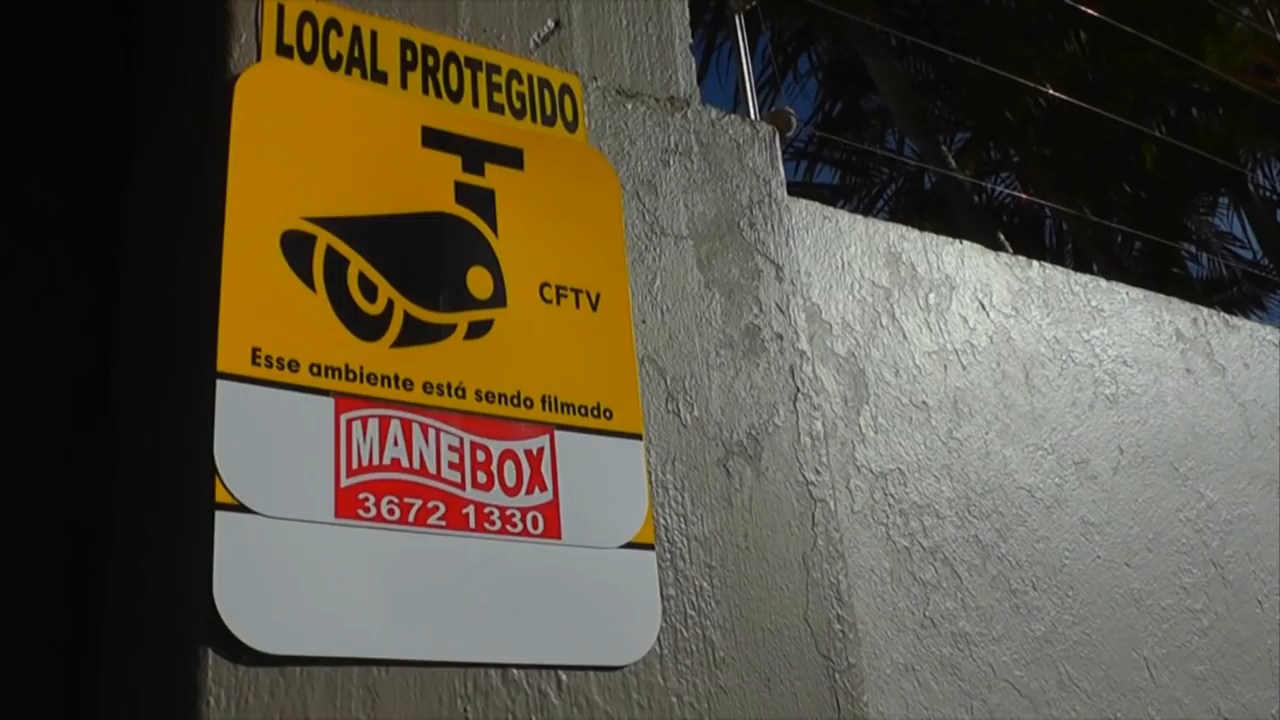 LOCAL PROTEGIDO
CFTV
Esse ambiente está sendo filmado
MANEBOX
3672 1330